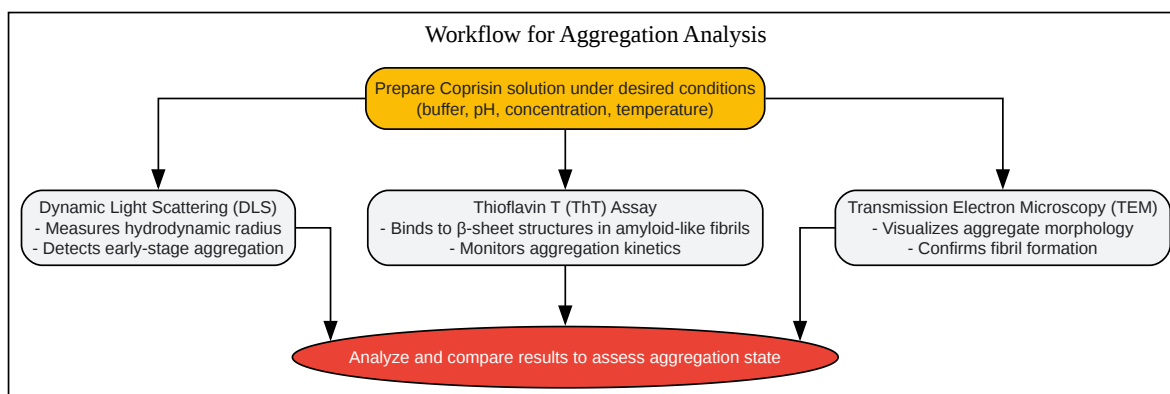 Workflow for Aggregation Analysis
Prepare Coprisin solution under desired conditions
(buffer, pH, concentration, temperature)
Dynamic Light Scattering (DLS)
- Measures hydrodynamic radius
- Detects early-stage aggregation
Thioflavin T (ThT) Assay
- Binds to β-sheet structures in amyloid-like fibrils
- Monitors aggregation kinetics
Transmission Electron Microscopy (TEM)
- Visualizes aggregate morphology
- Confirms fibril formation
Analyze and compare results to assess aggregation state